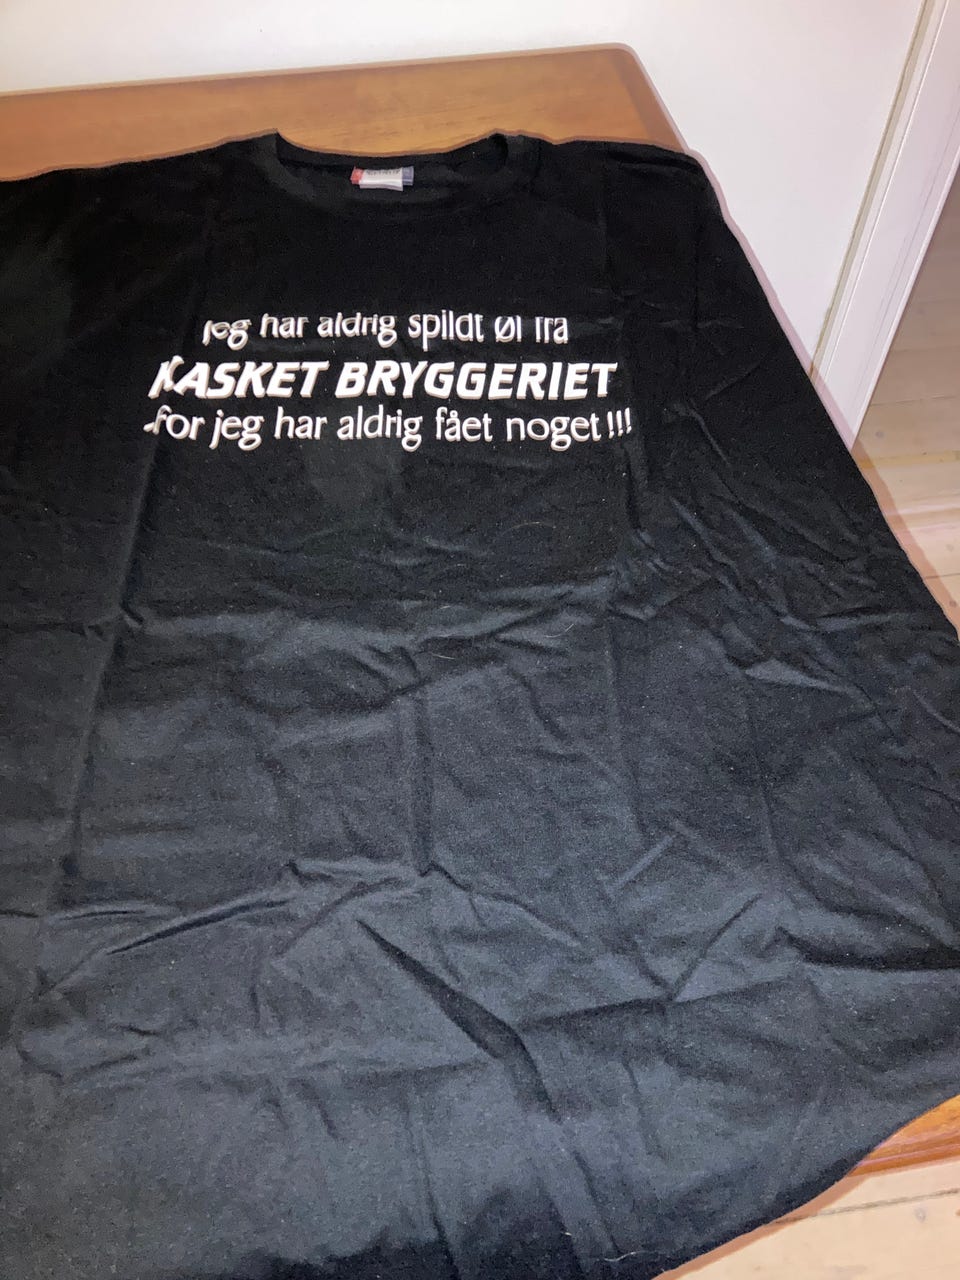 Jeg har aldrig spildt øl fra
KASKET BRYGGERIET
-for jeg har aldrig fået noget!!!